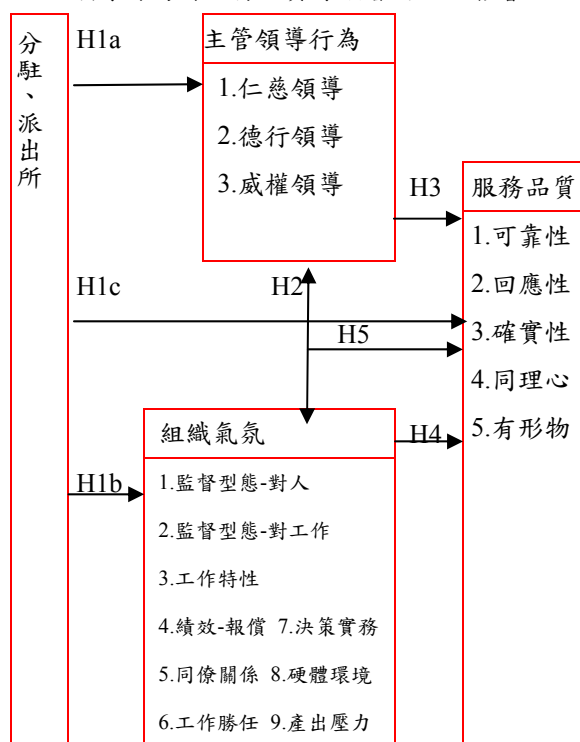 分駐、派出所
H1a
主管領導行為
1.仁慈領導
2.德行領導
3.威權領導
H3
服務品質
1.可靠性
2.回應性
3.確實性
4.同理心
5.有形物
H1c
H2
H5
組織氣氛
H4
H1b
1.監督型態-對人
2.監督型態-對工作
3.工作特性
4.績效-報償 7.決策實務
5.同僚關係 8.硬體環境
6.工作勝任 9.產出壓力